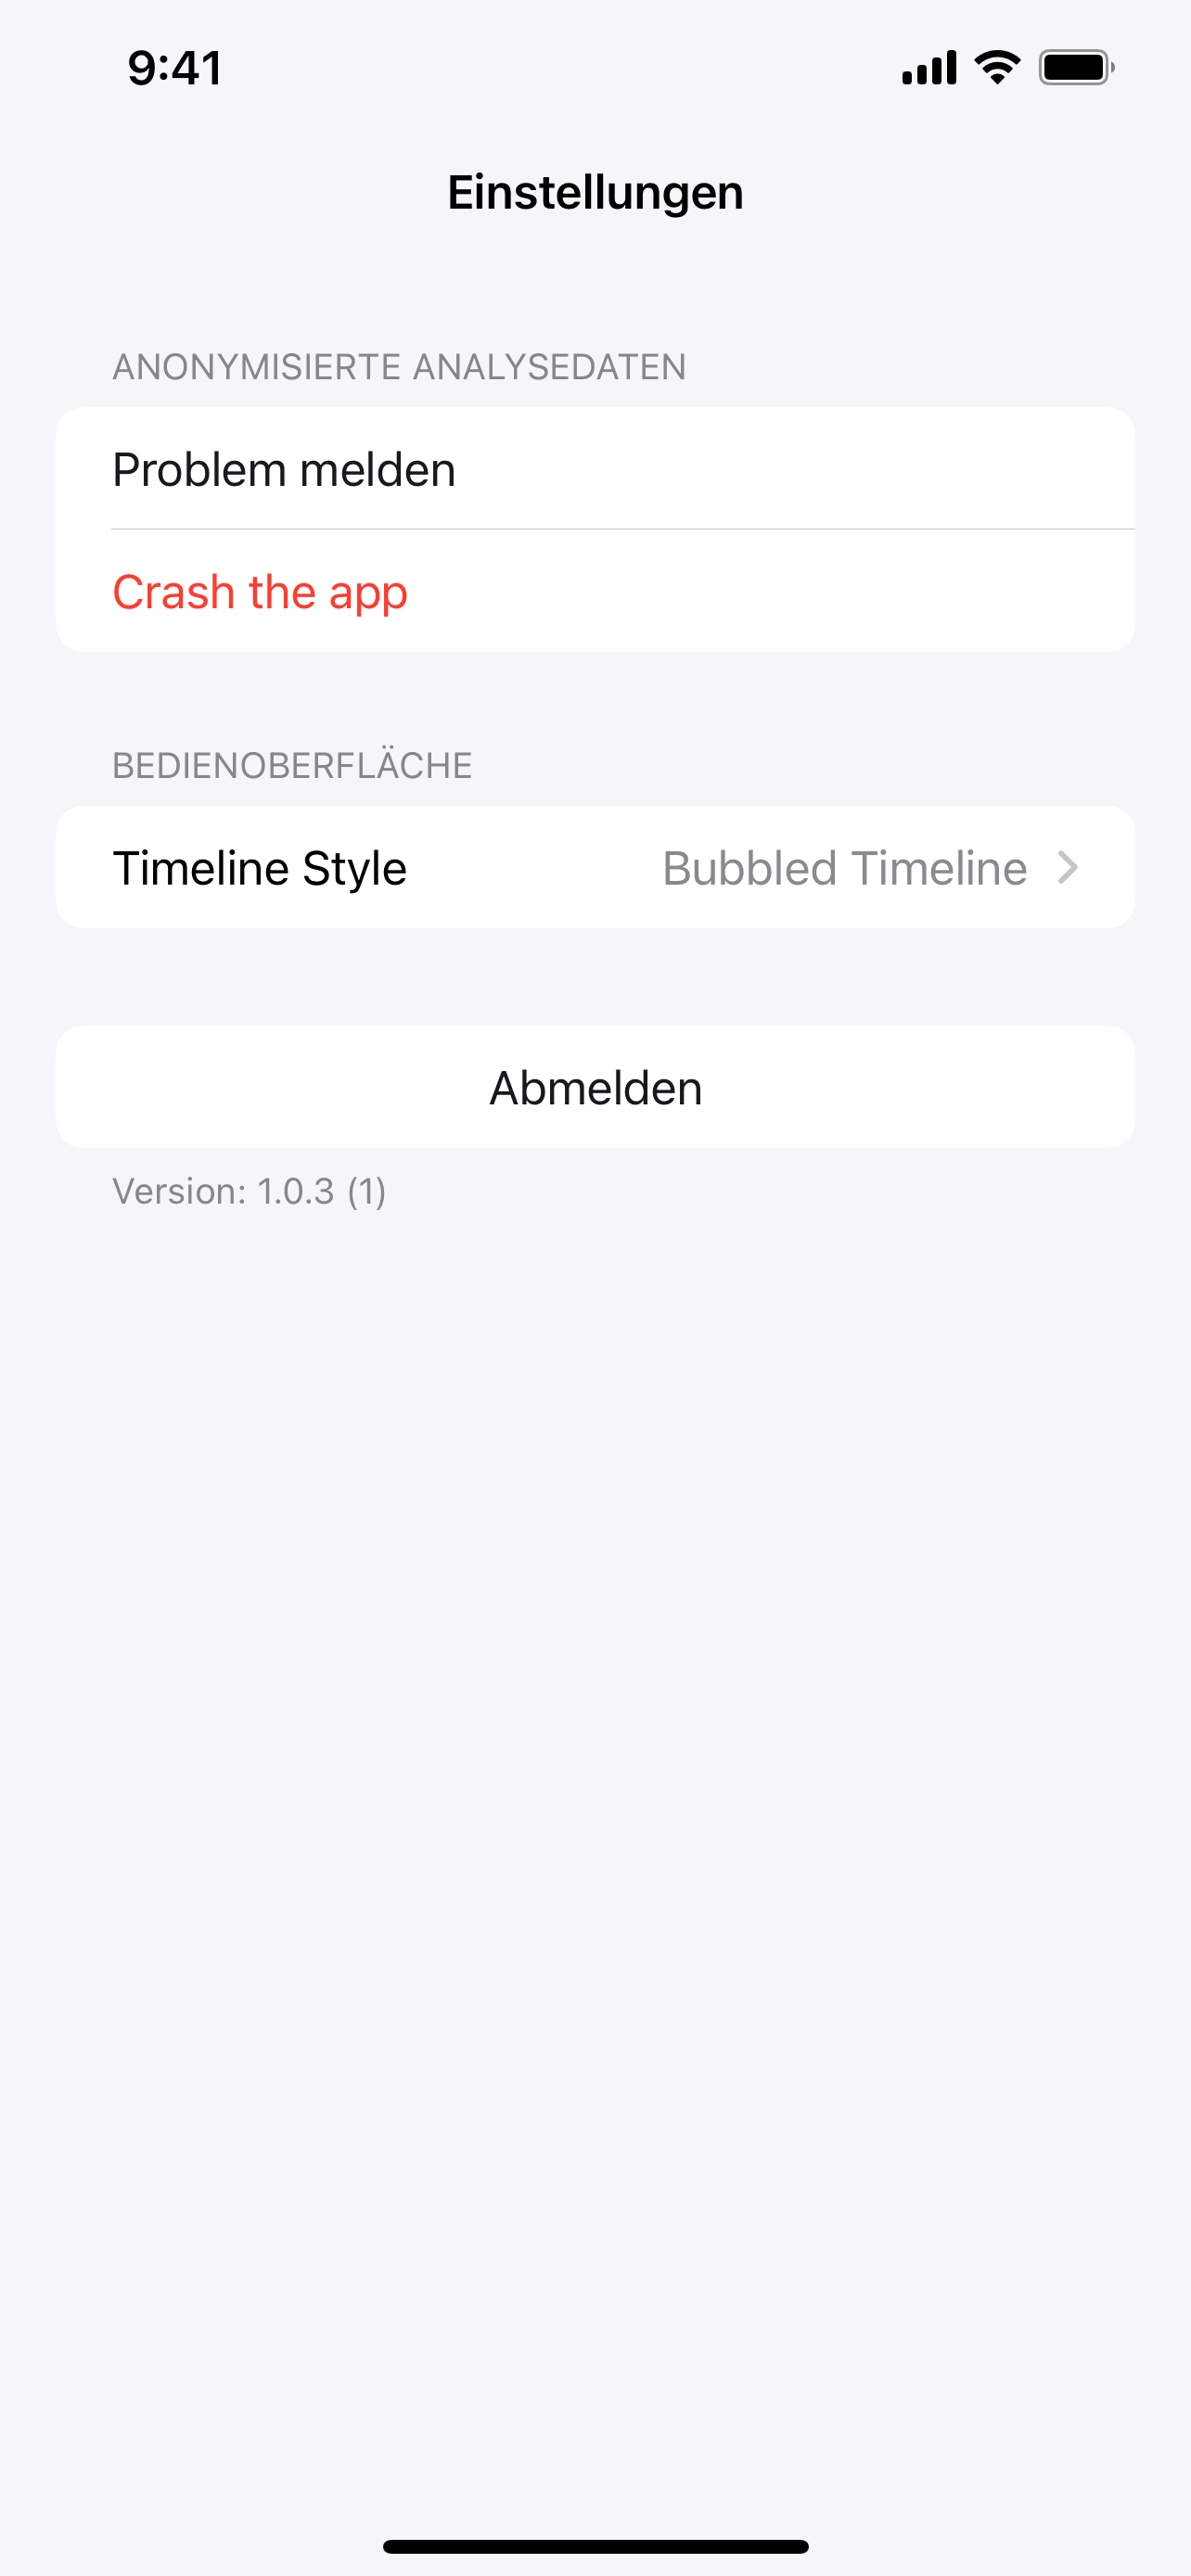 9:41
Einstellungen
ANONYMISIERTE ANALYSEDATEN
Problem melden
Crash the app
BEDIENOBERFLÄCHE
Timeline Style Bubbled Timeline
Abmelden
Version: 1.0.3 (1)